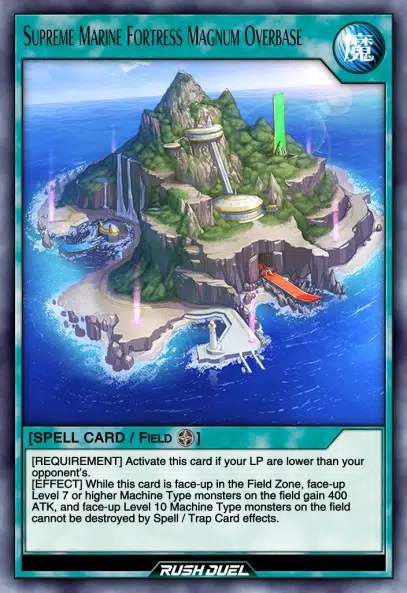 Supreme Marine Fortress Magnum Overbase
魔
[SPELL CARD / Field ]
[REQUIREMENT] Activate this card if your LP are lower than your
opponent's.
[EFFECT] While this card is face-up in the Field Zone, face-up
Level 7 or higher Machine Type monsters on the field gain 400
ATK, and face-up Level 10 Machine Type monsters on the field
cannot be destroyed by Spell / Trap Card effects.
RUSH DUEL